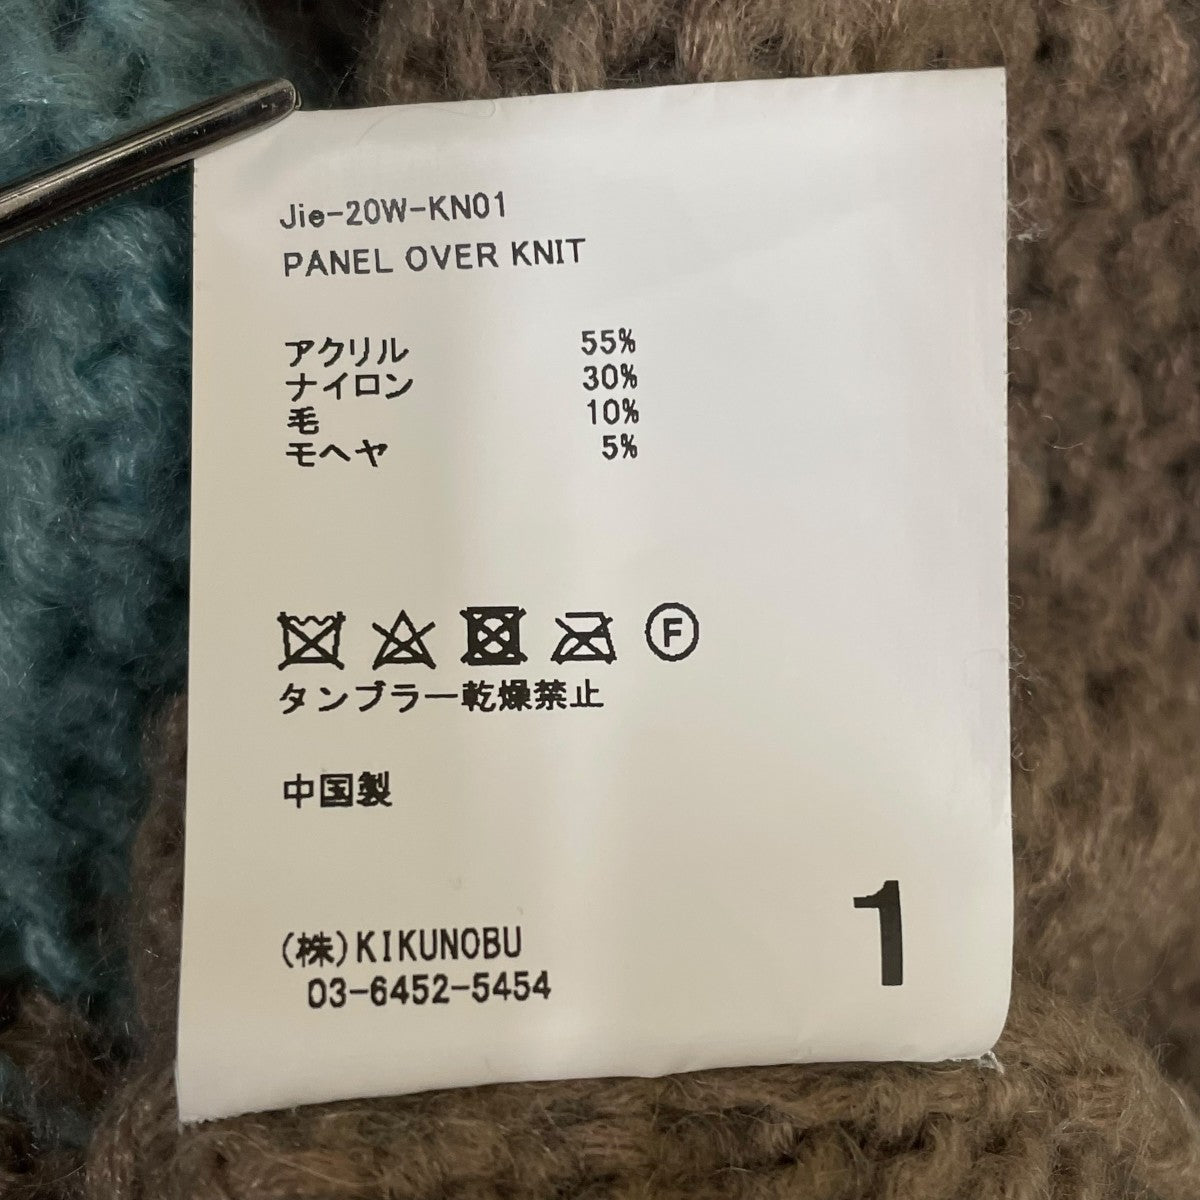 Jie-20W-KN01
PANEL OVER KNIT
アクリル 55%
ナイロン 30%
毛 10%
モヘヤ 5%
F
タンブラー乾燥禁止
中国製
(株)KIKUNOBU
03-6452-5454
1